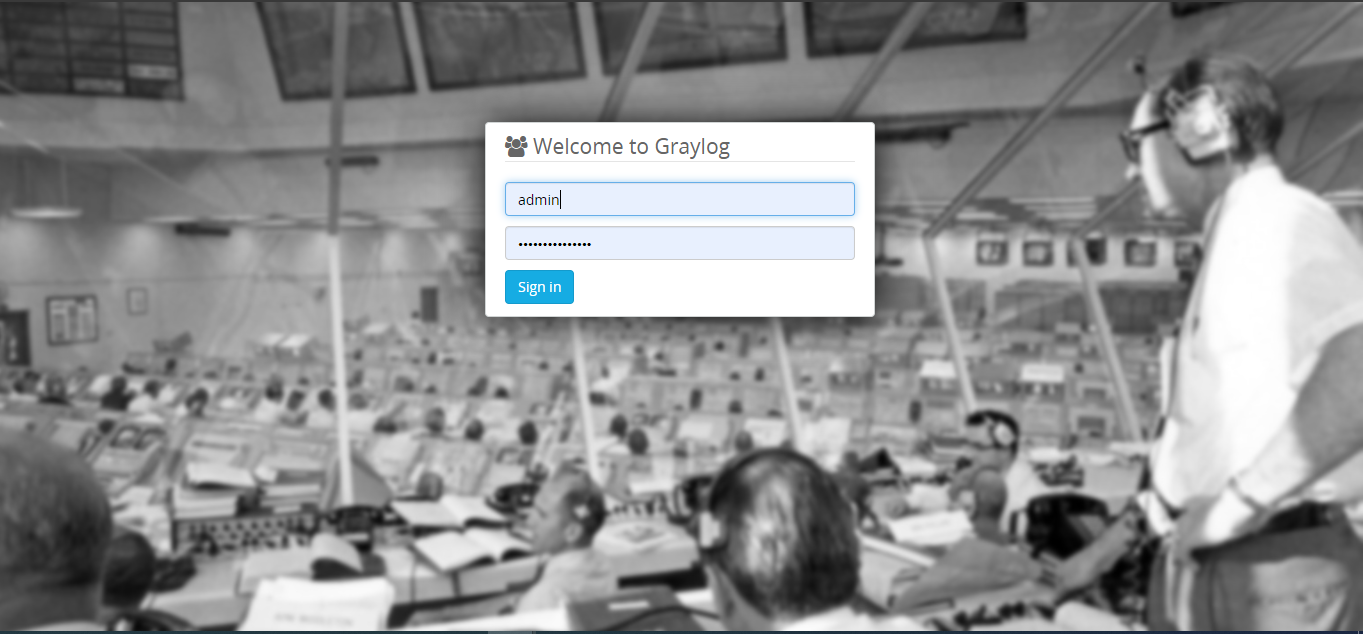 Welcome to Graylog
admin
•••••••••••••••
Sign in